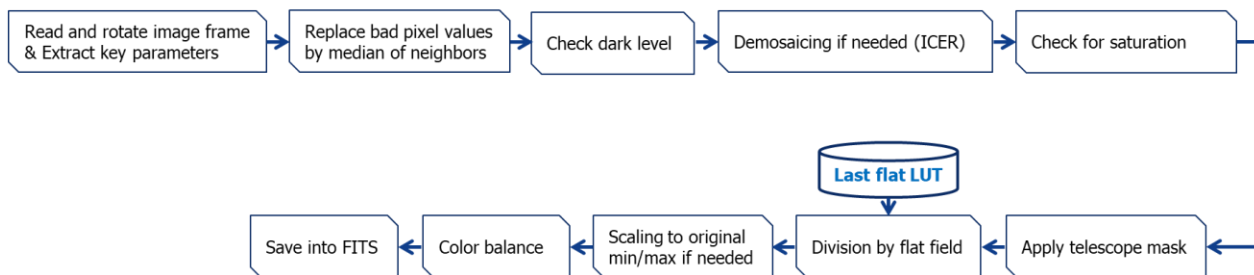 Read and rotate image frame
& Extract key parameters
Replace bad pixel values
by median of neighbors
Check dark level
Demosaicing if needed (ICER)
Check for saturation
Last flat LUT
Apply telescope mask
Division by flat field
Scaling to original
min/max if needed
Color balance
Save into FITS